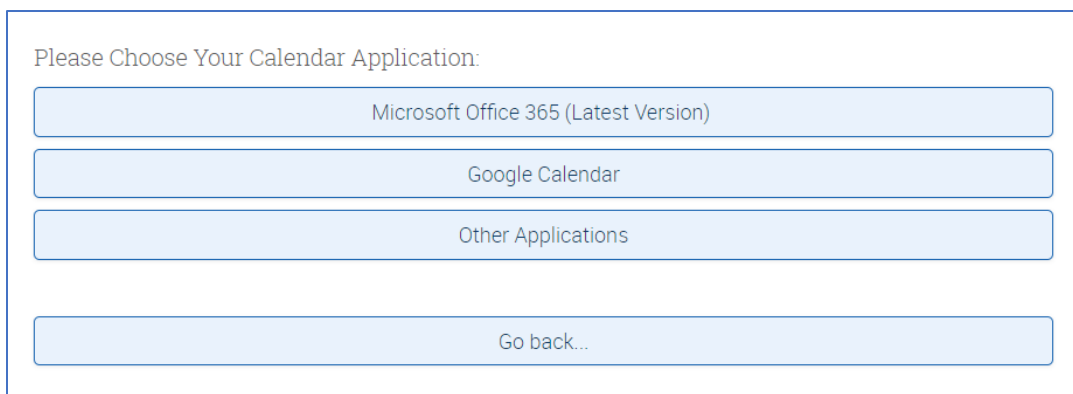 Please Choose Your Calendar Application:
Microsoft Office 365 (Latest Version)
Google Calendar
Other Applications
Go back...